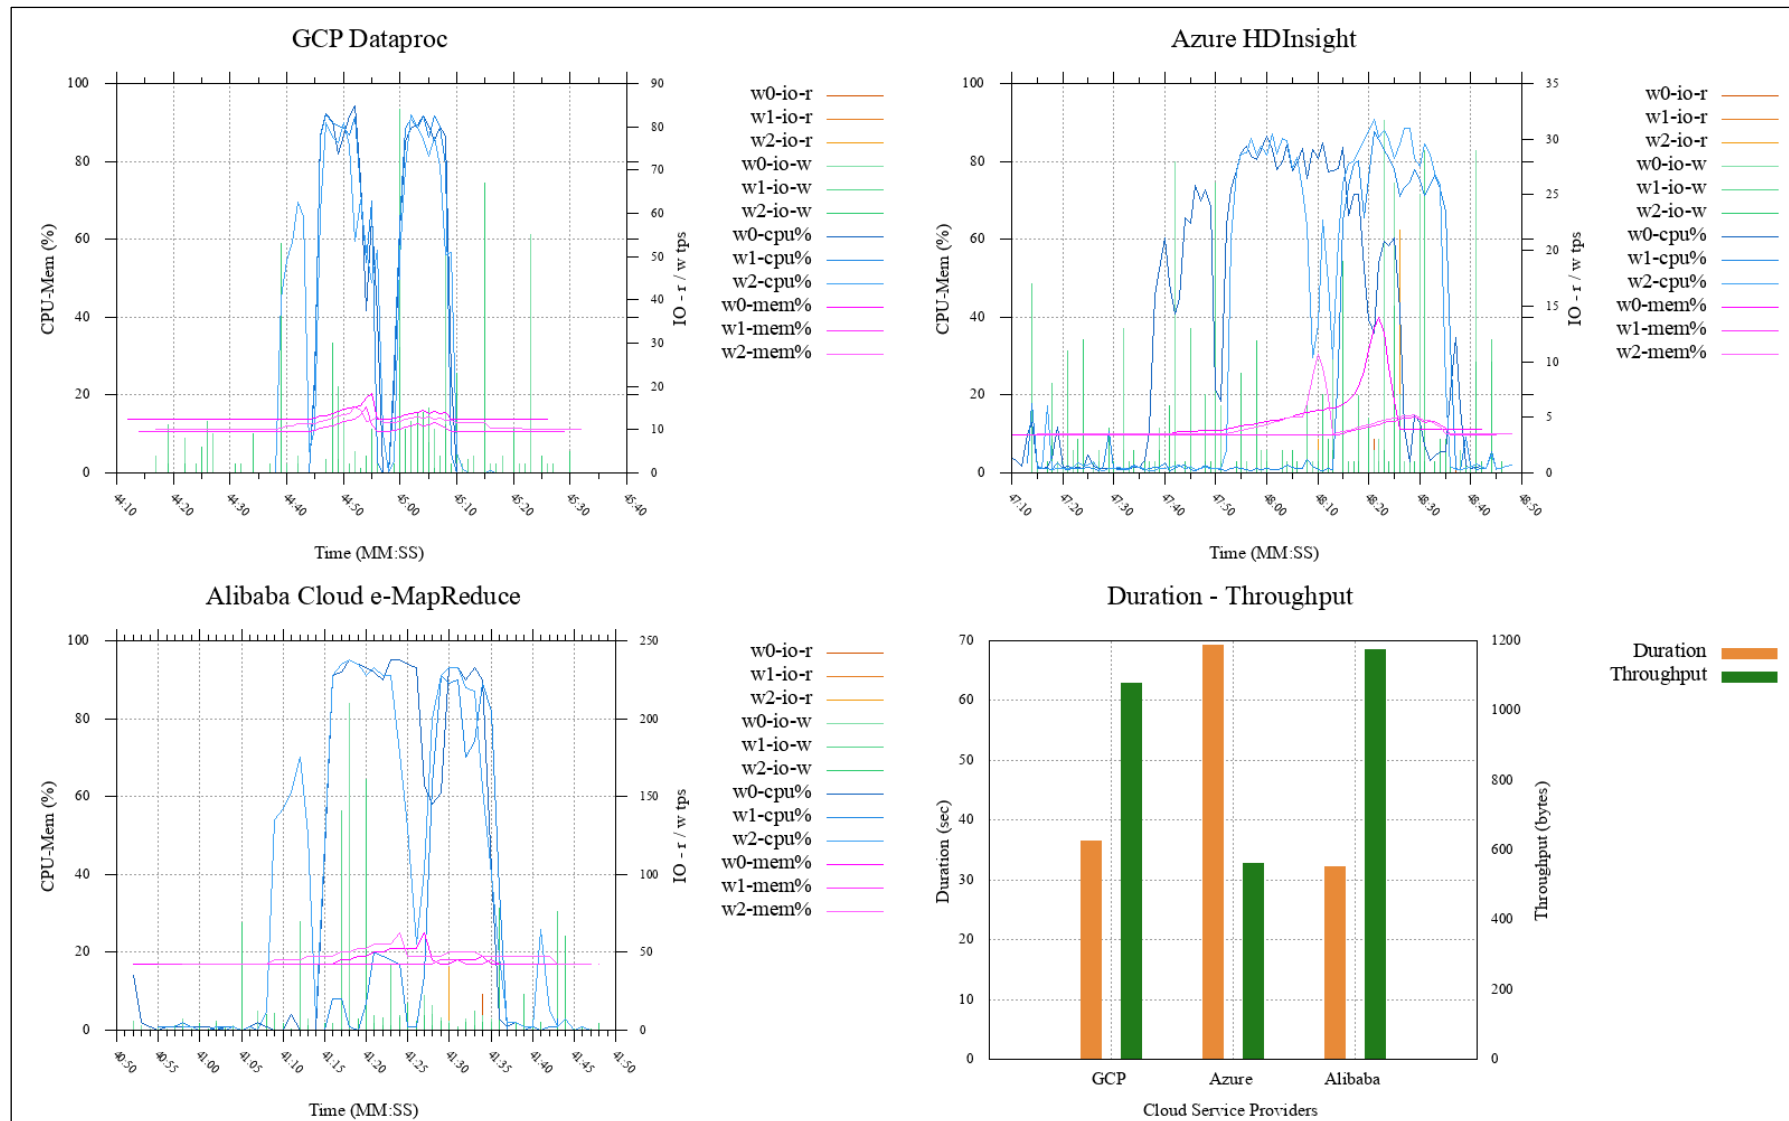 GCP Dataproc
100
80
60
40
20
0
CPU-Mem (%)
90
80
70
60
50
40
30
20
10
0
IO - r / w tps
44:10
44:20
44:30
44:40
44:50
45:00
45:10
45:20
45:30
45:40
Time (MM:SS)
w0-io-r
w1-io-r
w2-io-r
w0-io-w
w1-io-w
w2-io-w
w0-cpu%
w1-cpu%
w2-cpu%
w0-mem%
w1-mem%
w2-mem%
Azure HDInsight
100
80
60
40
20
0
CPU-Mem (%)
35
30
25
20
15
10
5
0
IO - r / w tps
47:10
47:20
47:30
47:40
47:50
48:00
48:10
48:20
48:30
48:40
48:50
Time (MM:SS)
w0-io-r
w1-io-r
w2-io-r
w0-io-w
w1-io-w
w2-io-w
w0-cpu%
w1-cpu%
w2-cpu%
w0-mem%
w1-mem%
w2-mem%
Alibaba Cloud e-MapReduce
100
80
60
40
20
0
CPU-Mem (%)
250
200
150
100
50
0
IO - r / w tps
40:50
40:55
41:00
41:05
41:10
41:15
41:20
41:25
41:30
41:35
41:40
41:45
41:50
Time (MM:SS)
w0-io-r
w1-io-r
w2-io-r
w0-io-w
w1-io-w
w2-io-w
w0-cpu%
w1-cpu%
w2-cpu%
w0-mem%
w1-mem%
w2-mem%
Duration - Throughput
70
60
50
40
30
20
10
0
Duration (sec)
1200
1000
800
600
400
200
0
Throughput (bytes)
GCP
Azure
Alibaba
Cloud Service Providers
Duration
Throughput